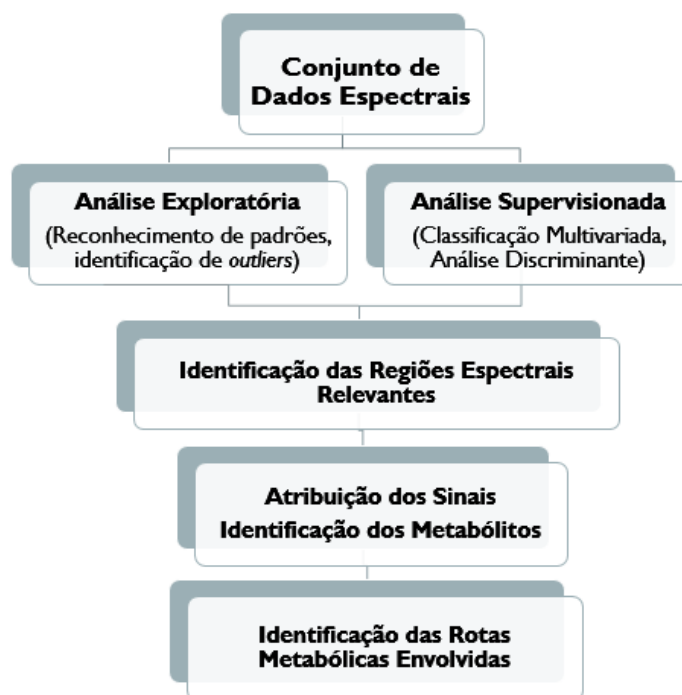 Conjunto de
Dados Espectrais
Análise Exploratória
(Reconhecimento de padrões,
identificação de outliers)
Análise Supervisionada
(Classificação Multivariada,
Análise Discriminante)
Identificação das Regiões Espectrais
Relevantes
Atribuição dos Sinais
Identificação dos Metabólitos
Identificação das Rotas
Metabólicas Envolvidas